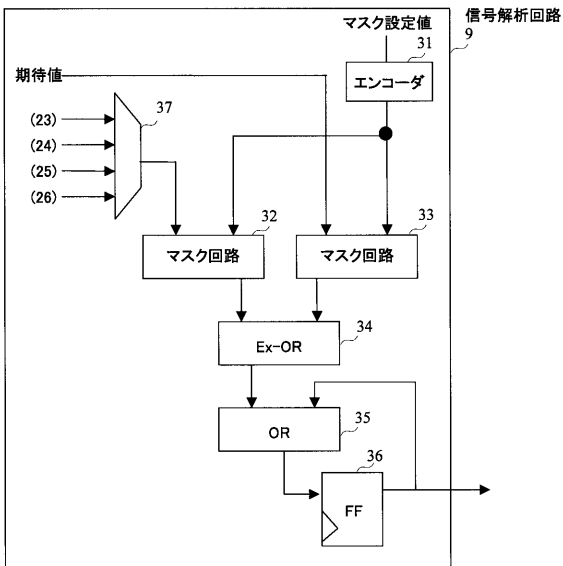 マスク設定値
信号解析回路
9
31
期待値
エンコーダ
37
(23)
(24)
(25)
(26)
32
33
マスク回路
マスク回路
34
Ex-OR
35
OR
36
FF